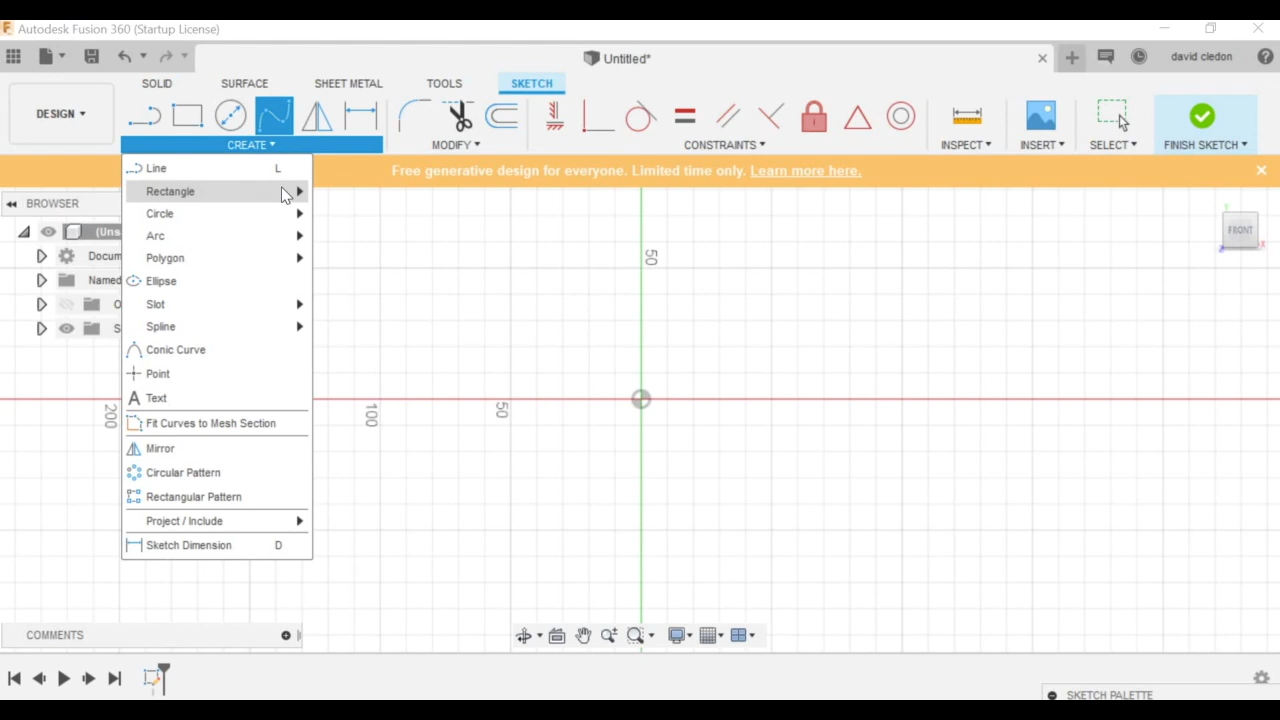 Autodesk Fusion 360 (Startup License)
Untitled*
david cledon
SOLID SURFACE SHEET METAL TOOLS SKETCH
DESIGN
CREATE MODIFY CONSTRAINTS INSPECT INSERT SELECT FINISH SKETCH
Free generative design for everyone. Limited time only. Learn more here.
BROWSER
(Uns
Docum
Named
O
S
Line L
Rectangle
Circle
Arc
Polygon
Ellipse
Slot
Spline
Conic Curve
Point
A Text
Fit Curves to Mesh Section
Mirror
Circular Pattern
Rectangular Pattern
Project / Include
Sketch Dimension D
50
200
100
50
FRONT
Y
X
COMMENTS
SKETCH PALETTE